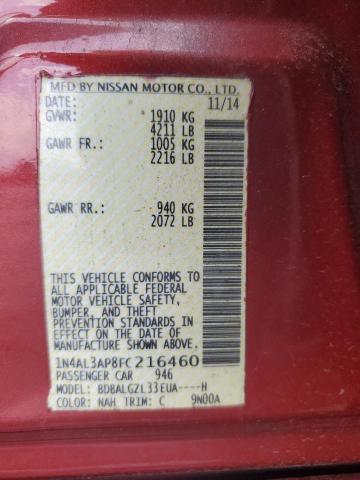 MFD BY NISSAN MOTOR CO., LTD.
DATE: 11/14
GVWR: 1910 KG
4211 LB
GAWR FR: 1005 KG
2216 LB
GAWR RR: 940 KG
2072 LB
THIS VEHICLE CONFORMS TO
ALL APPLICABLE FEDERAL
MOTOR VEHICLE SAFETY,
BUMPER, AND THEFT
PREVENTION STANDARDS IN
EFFECT ON THE DATE OF
MANUFACTURE SHOWN ABOVE.
1N4AL3AP8FC216460
PASSENGER CAR 946
MODEL: BDBALGZL33EUA----H
COLOR: NAH TRIM: C 9N00A